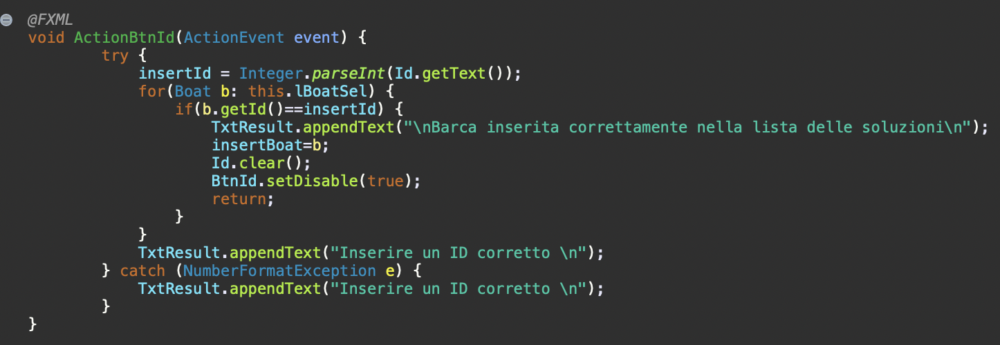 @FXML
void ActionBtnId(ActionEvent event) {
try {
insertId = Integer.parseInt(Id.getText());
for(Boat b: this.lBoatSel) {
if(b.getId()==insertId) {
TxtResult.appendText("\nBarca inserita correttamente nella lista delle soluzioni\n");
insertBoat=b;
Id.clear();
BtnId.setDisable(true);
return;
}
}
TxtResult.appendText("Inserire un ID corretto \n");
} catch (NumberFormatException e) {
TxtResult.appendText("Inserire un ID corretto \n");
}
}